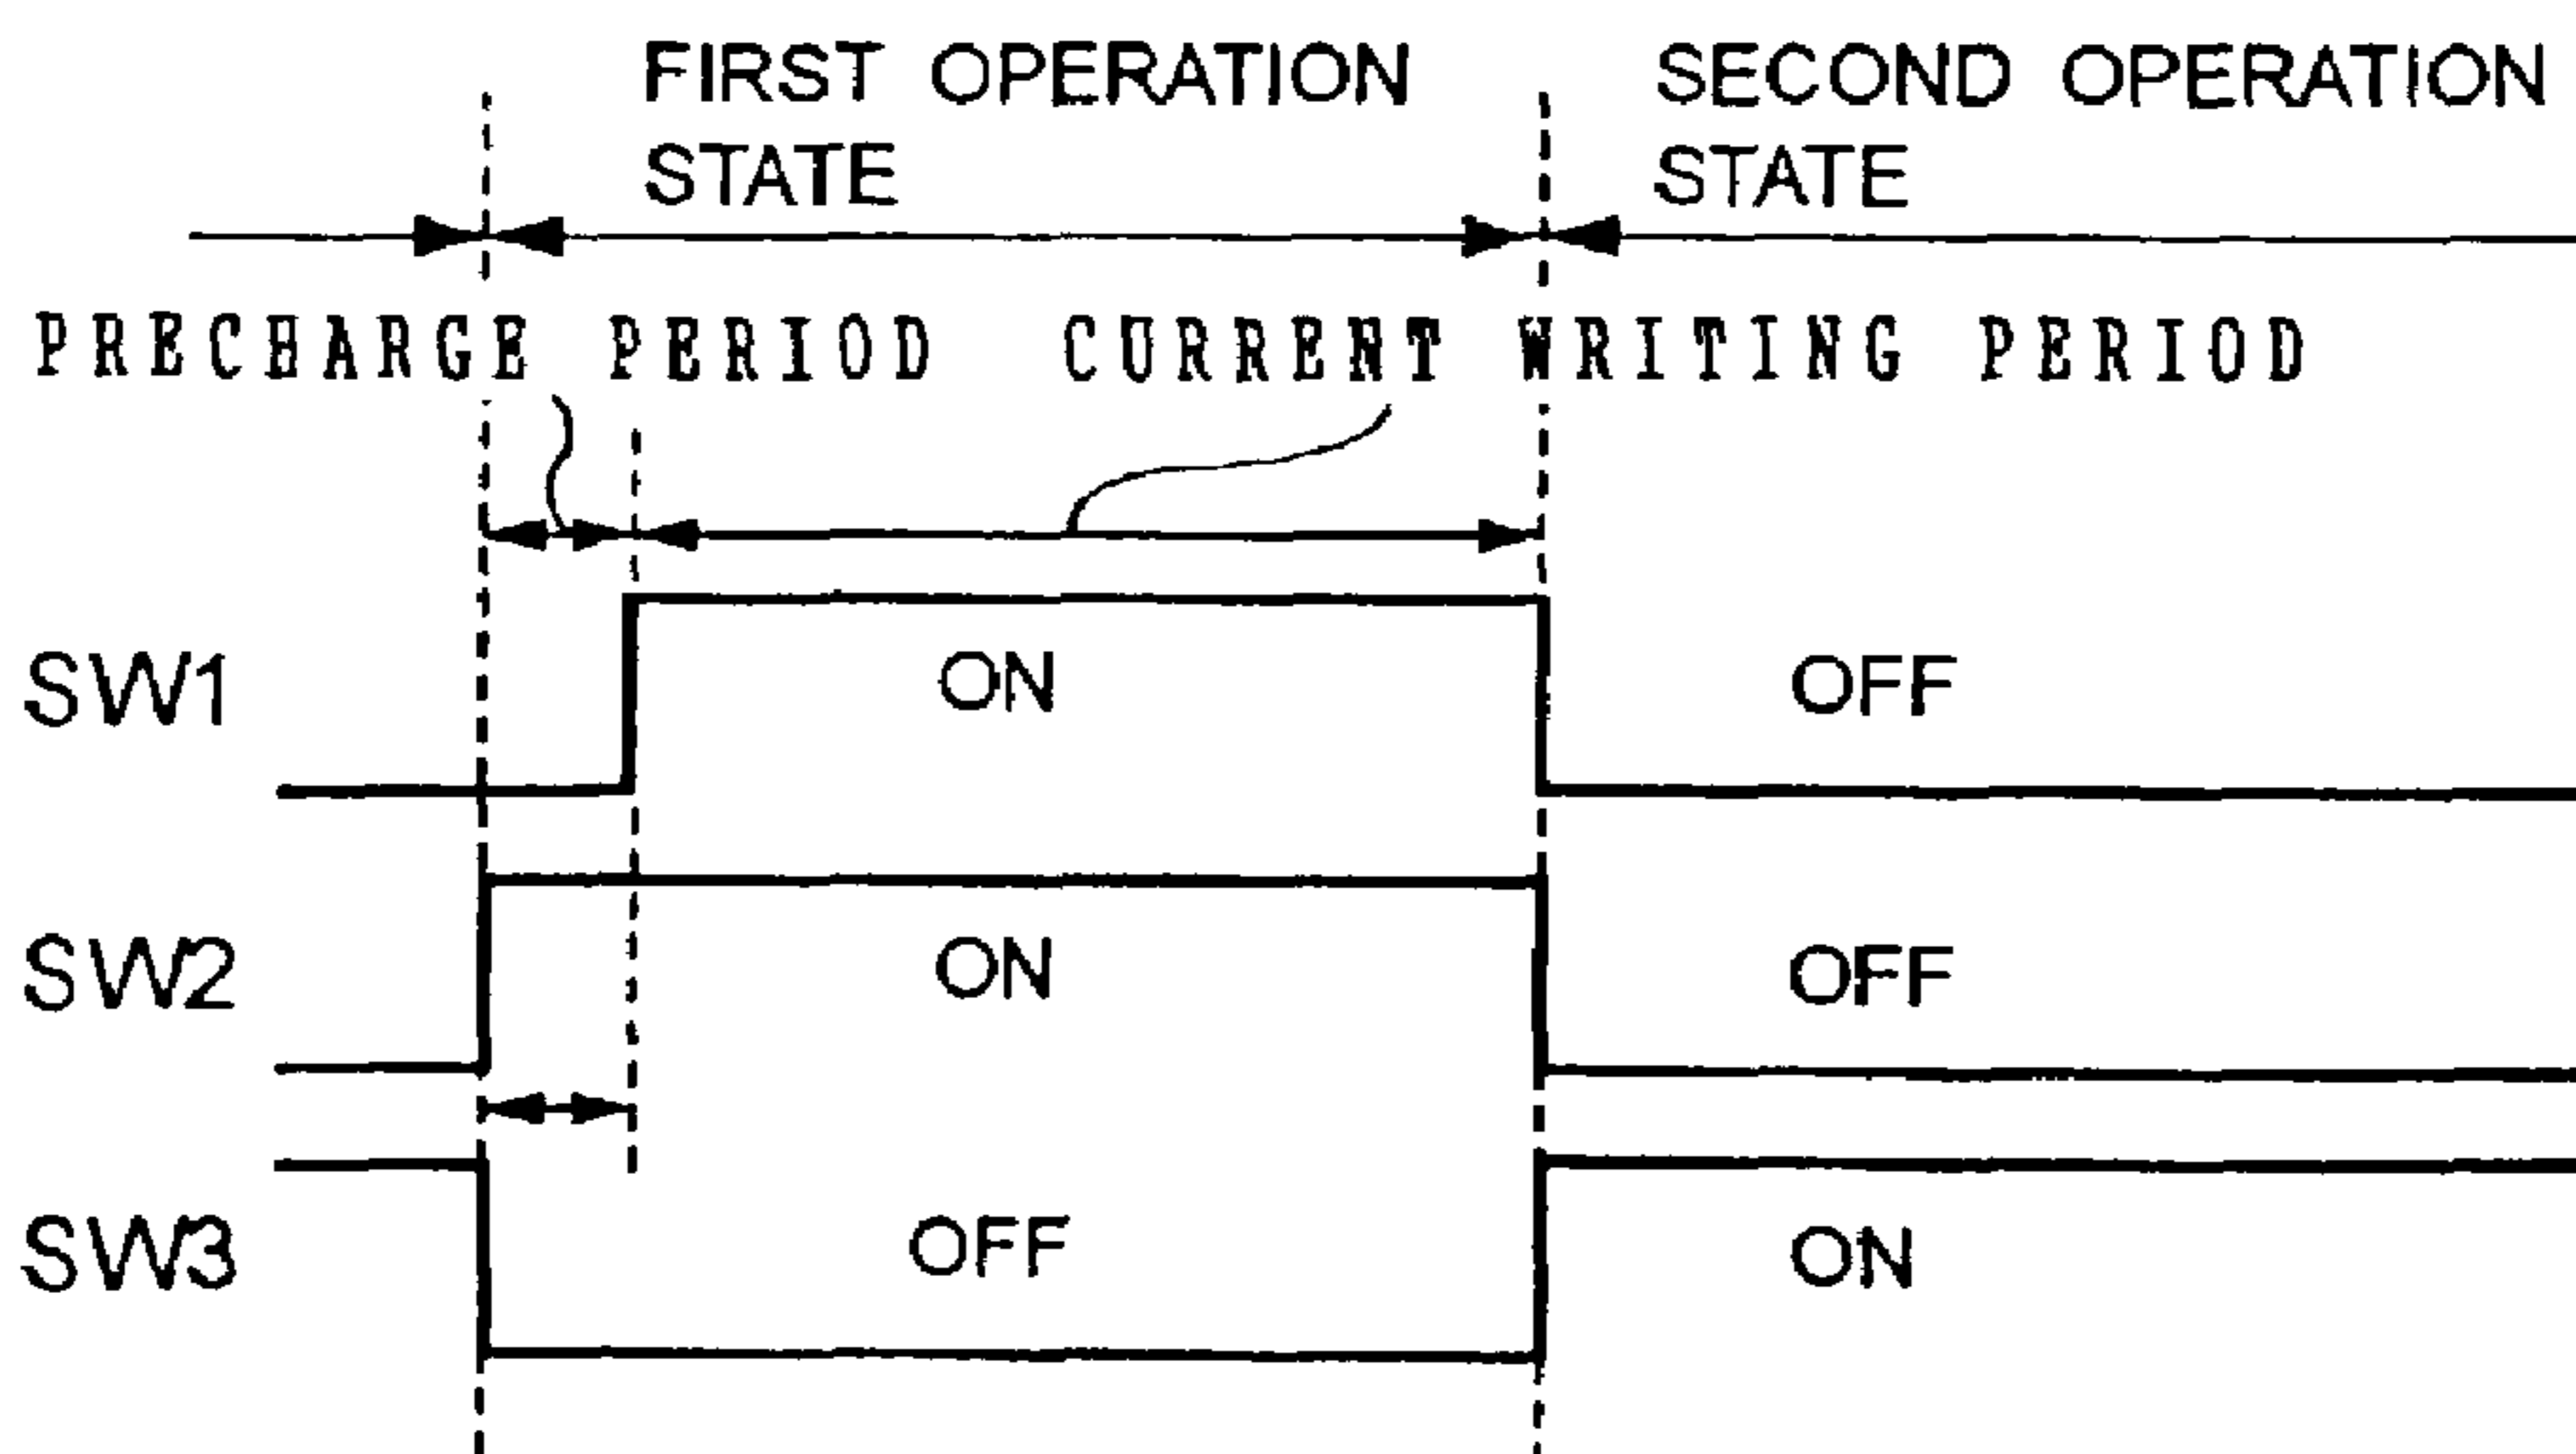 FIRST OPERATION
STATE
SECOND OPERATION
STATE
PRECHARGE PERIOD
CURRENT WRITING PERIOD
SW1
ON
OFF
SW2
ON
OFF
SW3
OFF
ON